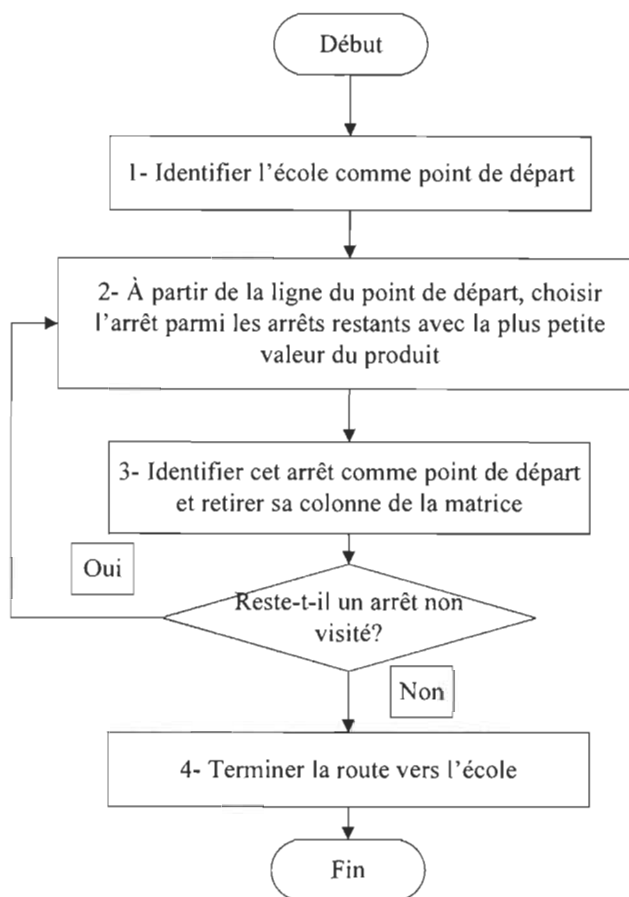 Début
1- Identifier l'école comme point de départ
2- À partir de la ligne du point de départ, choisir
l'arrêt parmi les arrêts restants avec la plus petite
valeur du produit
3- Identifier cet arrêt comme point de départ
et retirer sa colonne de la matrice
Oui
Reste-t-il un arrêt non
visité?
Non
4- Terminer la route vers l'école
Fin